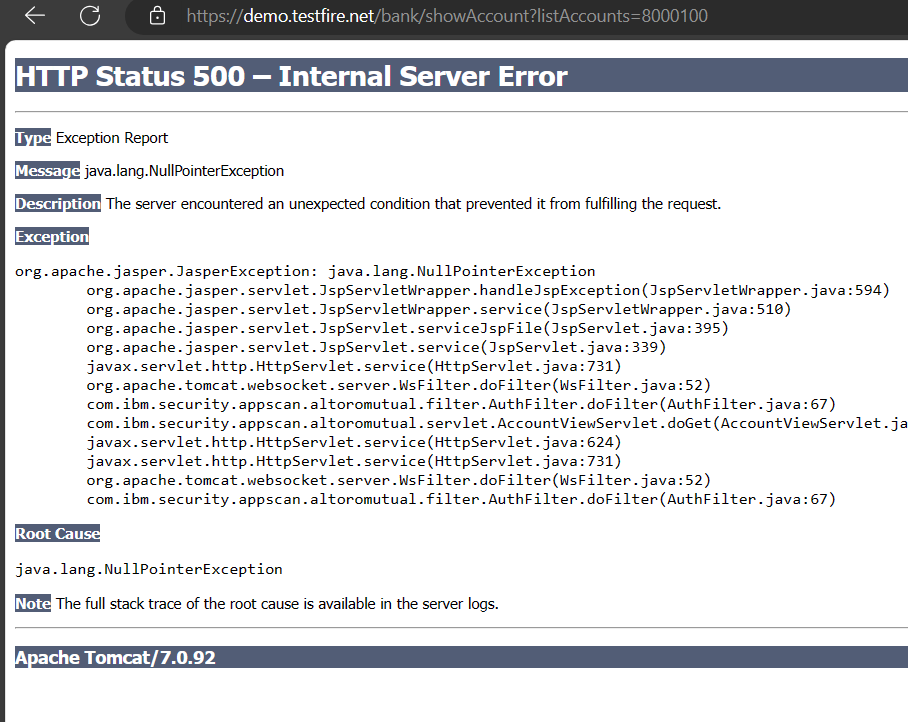 https://demo.testfire.net/bank/showAccount?listAccounts=8000100
HTTP Status 500 – Internal Server Error
Type Exception Report
Message java.lang.NullPointerException
Description The server encountered an unexpected condition that prevented it from fulfilling the request.
Exception
org.apache.jasper.JasperException: java.lang.NullPointerException
org.apache.jasper.servlet.JspServletWrapper.handleJspException(JspServletWrapper.java:594)
org.apache.jasper.servlet.JspServletWrapper.service(JspServletWrapper.java:510)
org.apache.jasper.servlet.JspServlet.serviceJspFile(JspServlet.java:395)
org.apache.jasper.servlet.JspServlet.service(JspServlet.java:339)
javax.servlet.http.HttpServlet.service(HttpServlet.java:731)
org.apache.tomcat.websocket.server.WsFilter.doFilter(WsFilter.java:52)
com.ibm.security.appscan.altoromutual.filter.AuthFilter.doFilter(AuthFilter.java:67)
com.ibm.security.appscan.altoromutual.servlet.AccountViewServlet.doGet(AccountViewServlet.ja
javax.servlet.http.HttpServlet.service(HttpServlet.java:624)
javax.servlet.http.HttpServlet.service(HttpServlet.java:731)
org.apache.tomcat.websocket.server.WsFilter.doFilter(WsFilter.java:52)
com.ibm.security.appscan.altoromutual.filter.AuthFilter.doFilter(AuthFilter.java:67)
Root Cause
java.lang.NullPointerException
Note The full stack trace of the root cause is available in the server logs.
Apache Tomcat/7.0.92